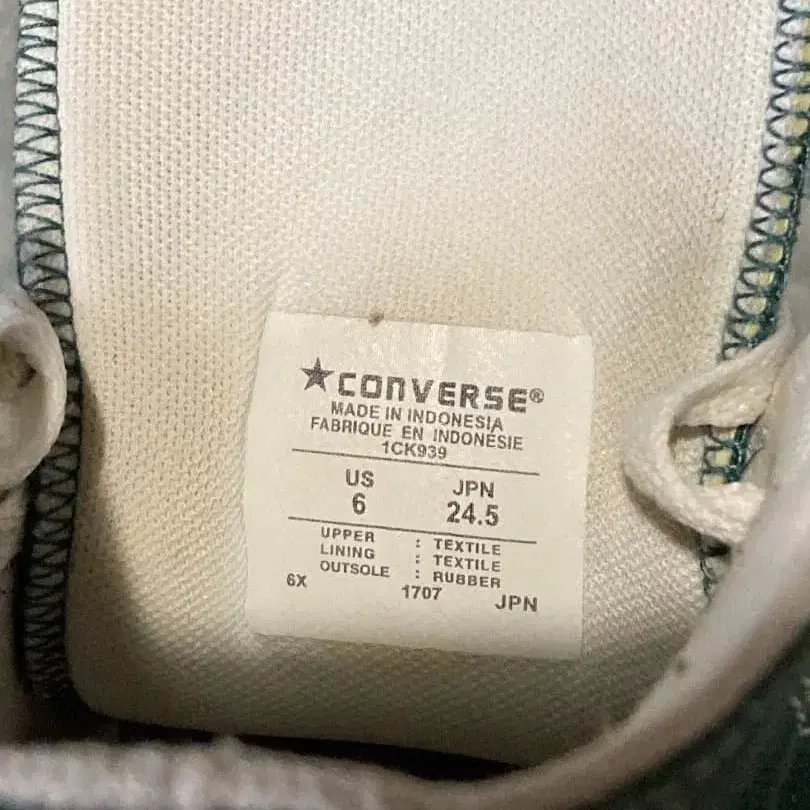 ★CONVERSE®
MADE IN INDONESIA
FABRIQUE EN INDONÉSIE
1CK939
US JPN
6 24.5
UPPER : TEXTILE
LINING : TEXTILE
OUTSOLE : RUBBER
6X 1707 JPN